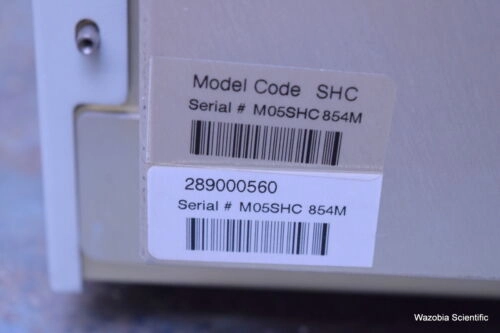 Model Code SHC
Serial # M05SHC 854M
289000560
Serial # M05SHC 854M
Wazobia Scientific